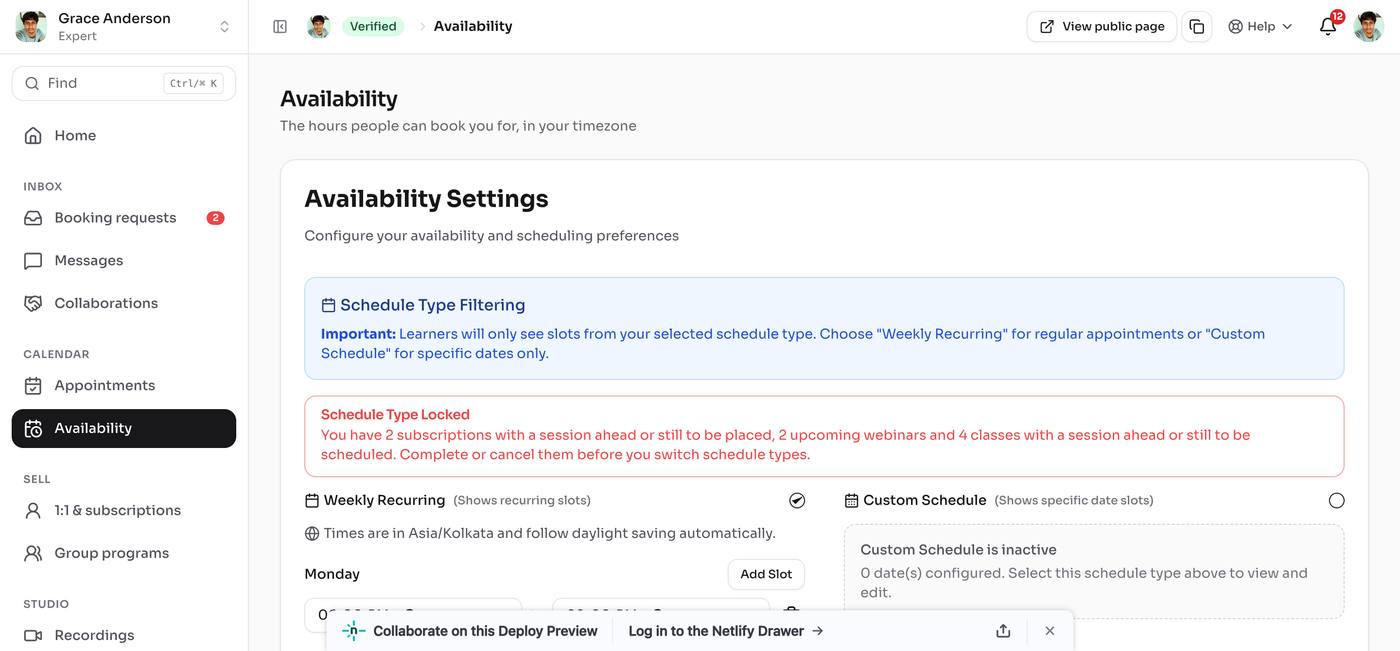 Grace Anderson
Expert
Verified
Availability
View public page
Help
12
Find
Ctrl/⌘ K
Home
INBOX
Booking requests
2
Messages
Collaborations
CALENDAR
Appointments
Availability
SELL
1:1 & subscriptions
Group programs
STUDIO
Recordings
Availability
The hours people can book you for, in your timezone
Availability Settings
Configure your availability and scheduling preferences
Schedule Type Filtering
Important: Learners will only see slots from your selected schedule type. Choose "Weekly Recurring" for regular appointments or "Custom
Schedule" for specific dates only.
Schedule Type Locked
You have 2 subscriptions with a session ahead or still to be placed, 2 upcoming webinars and 4 classes with a session ahead or still to be
scheduled. Complete or cancel them before you switch schedule types.
Weekly Recurring (Shows recurring slots)
Times are in Asia/Kolkata and follow daylight saving automatically.
Monday
Add Slot
Custom Schedule (Shows specific date slots)
Custom Schedule is inactive
0 date(s) configured. Select this schedule type above to view and
edit.
Collaborate on this Deploy Preview
Log in to the Netlify Drawer →